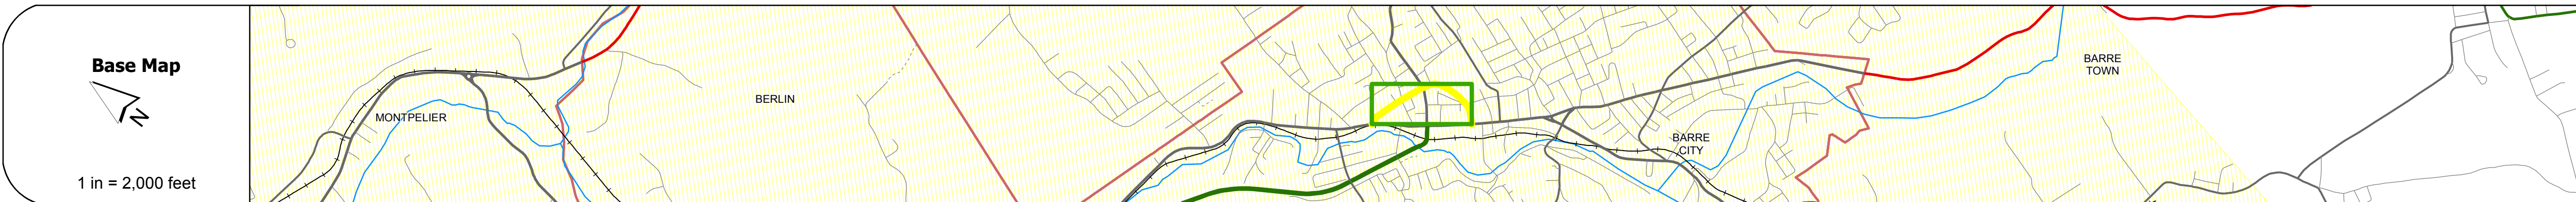 Base Map
N
1 in = 2,000 feet
MONTPELIER
BERLIN
BARRE
CITY
BARRE
TOWN